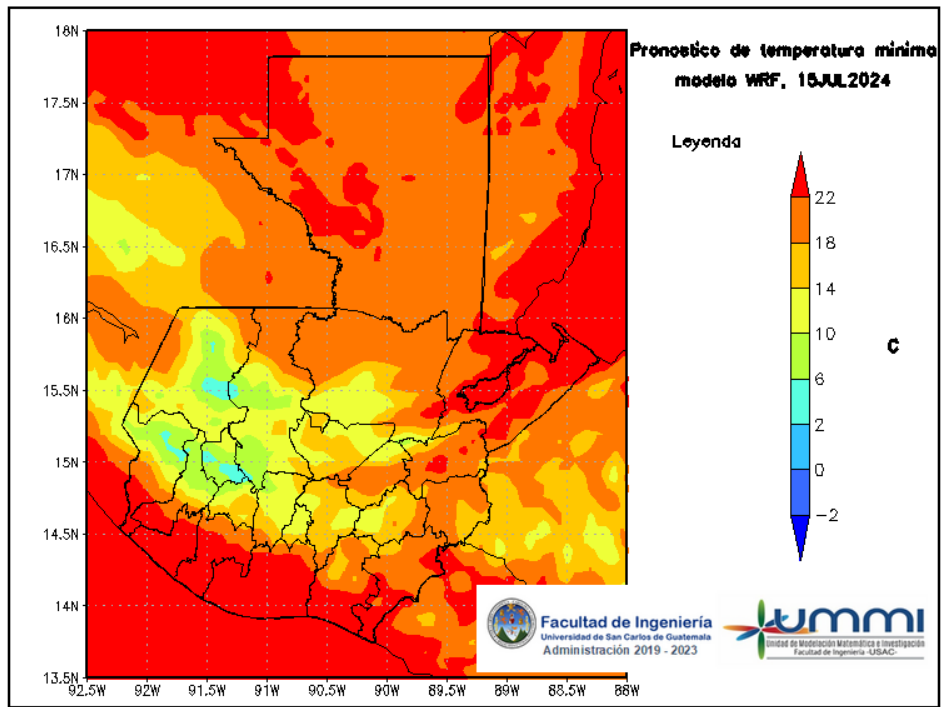 Pronostico de temperatura minima
modelo WRF, 15JUL2024
Leyenda
22
18
14
10
6
2
0
-2
C
18N
17.5N
17N
16.5N
16N
15.5N
15N
14.5N
14N
13.5N
92.5W
92W
91.5W
91W
90.5W
90W
89.5W
89W
88.5W
88W
Facultad de Ingeniería
Universidad de San Carlos de Guatemala
Administración 2019 - 2023
UMMI
Unidad de Modelación Matemática e Investigación
Facultad de Ingeniería -USAC-